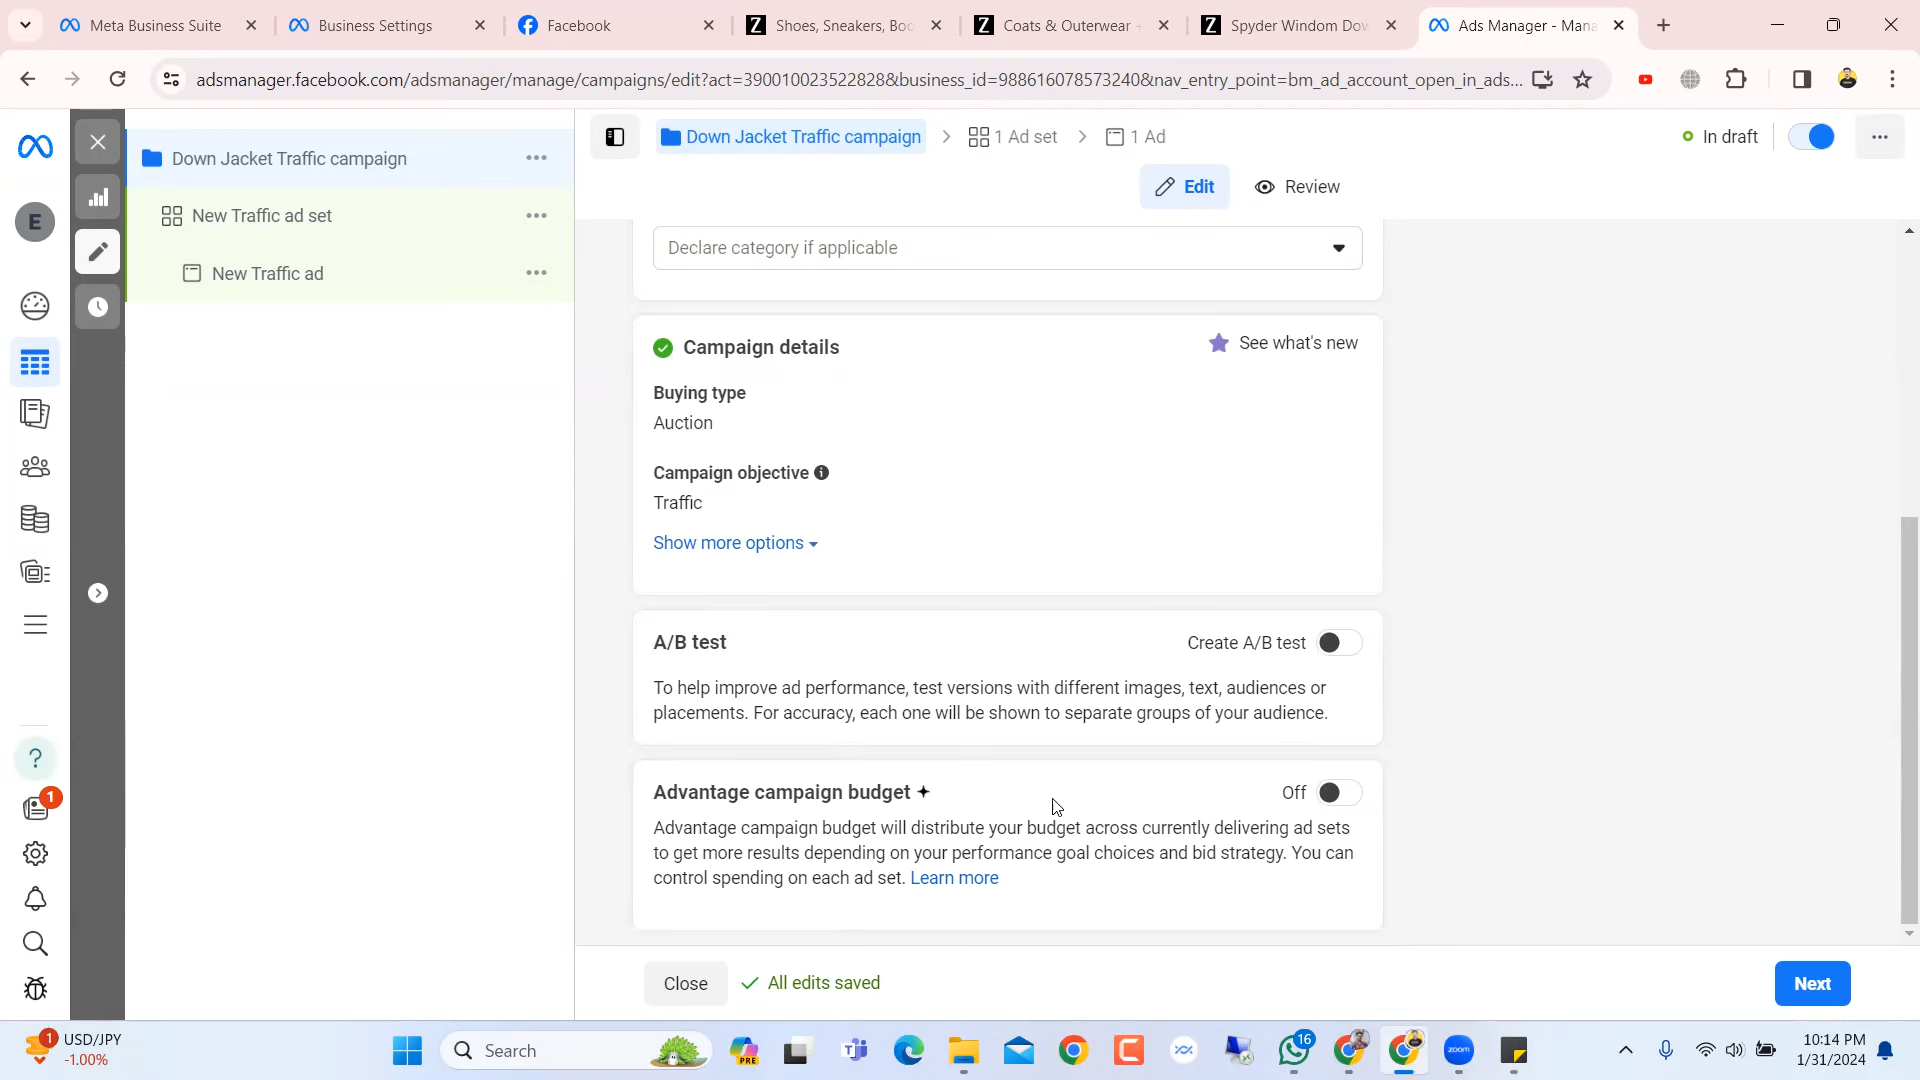 Meta Business Suite
Business Settings
Facebook
Shoes, Sneakers, Boo
Coats & Outerwear +
Spyder Windom Dow
Ads Manager - Mana
adsmanager.facebook.com/adsmanager/manage/campaigns/edit?act=390010023522828&business_id=988616078573240&nav_entry_point=bm_ad_account_open_in_ads...
E
Down Jacket Traffic campaign
New Traffic ad set
New Traffic ad
Down Jacket Traffic campaign
1 Ad set
1 Ad
In draft
Edit
Review
Declare category if applicable
Campaign details
See what's new
Buying type
Auction
Campaign objective
Traffic
Show more options
A/B test
Create A/B test
To help improve ad performance, test versions with different images, text, audiences or
placements. For accuracy, each one will be shown to separate groups of your audience.
Advantage campaign budget
Off
Advantage campaign budget will distribute your budget across currently delivering ad sets
to get more results depending on your performance goal choices and bid strategy. You can
control spending on each ad set. Learn more
1
Close
All edits saved
Next
1
USD/JPY
-1.00%
Search
PRE
16
zoom
10:14 PM
1/31/2024